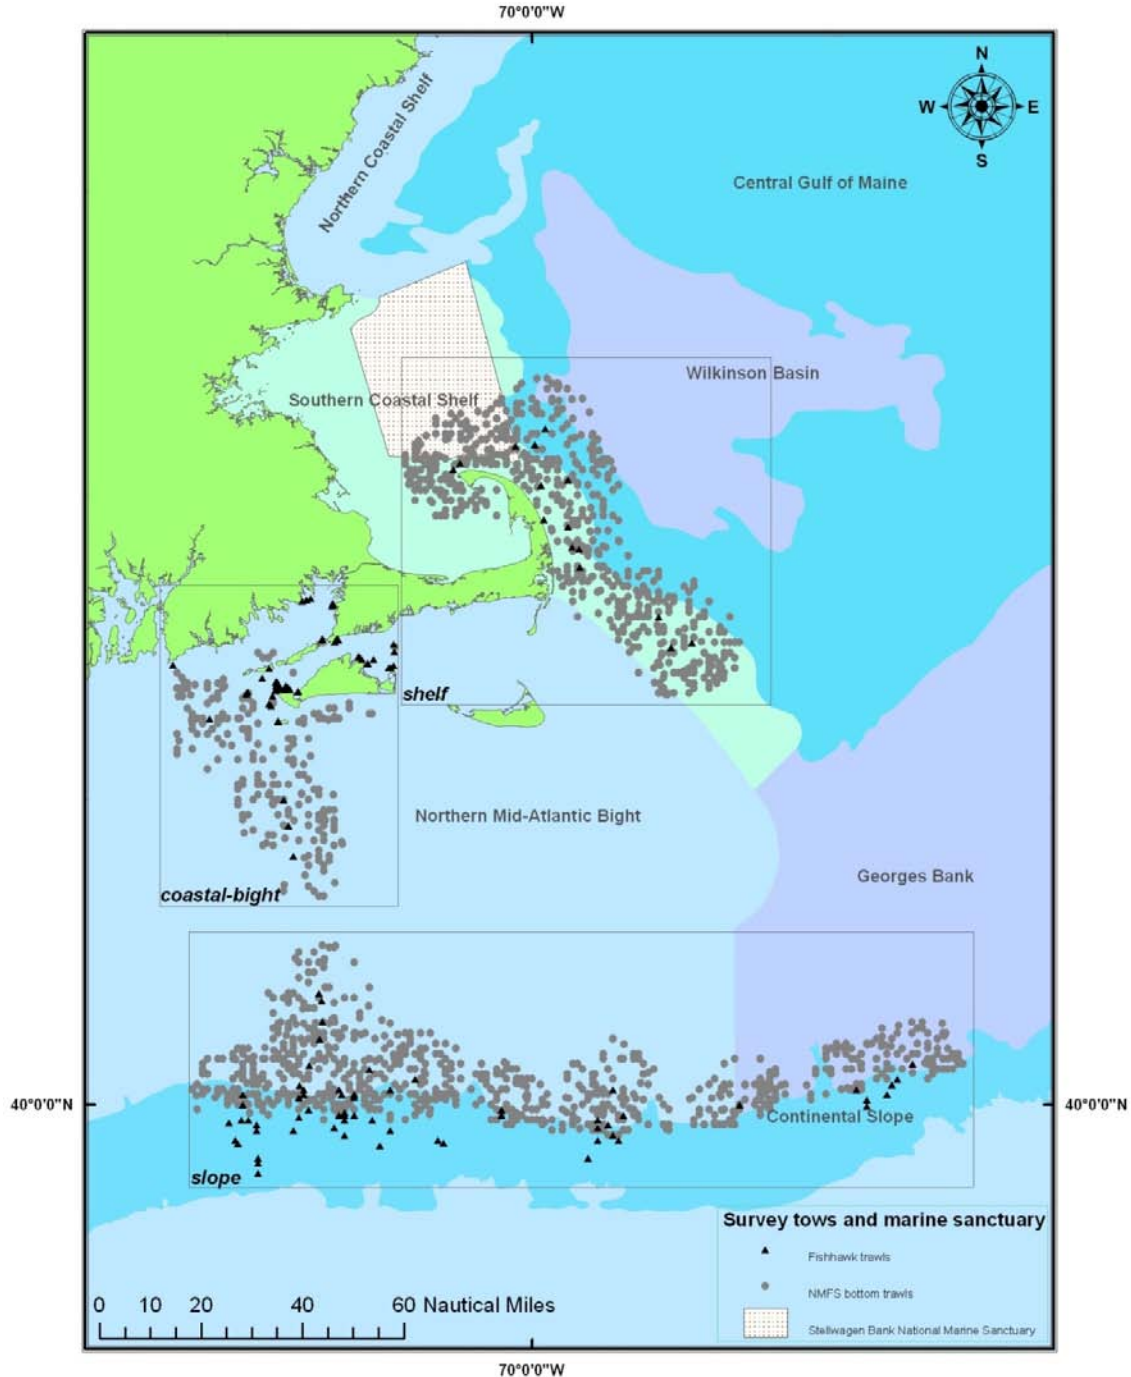 70°0'0"W
N
W
E
S
Northern Coastal Shelf
Central Gulf of Maine
Wilkinson Basin
Southern Coastal Shelf
shelf
Northern Mid-Atlantic Bight
Georges Bank
coastal-bight
40°0'0"N
40°0'0"N
Continental Slope
slope
Survey tows and marine sanctuary
Fishhawk trawls
NMFS bottom trawls
Stellwagen Bank National Marine Sanctuary
0 10 20 40 60 Nautical Miles
70°0'0"W